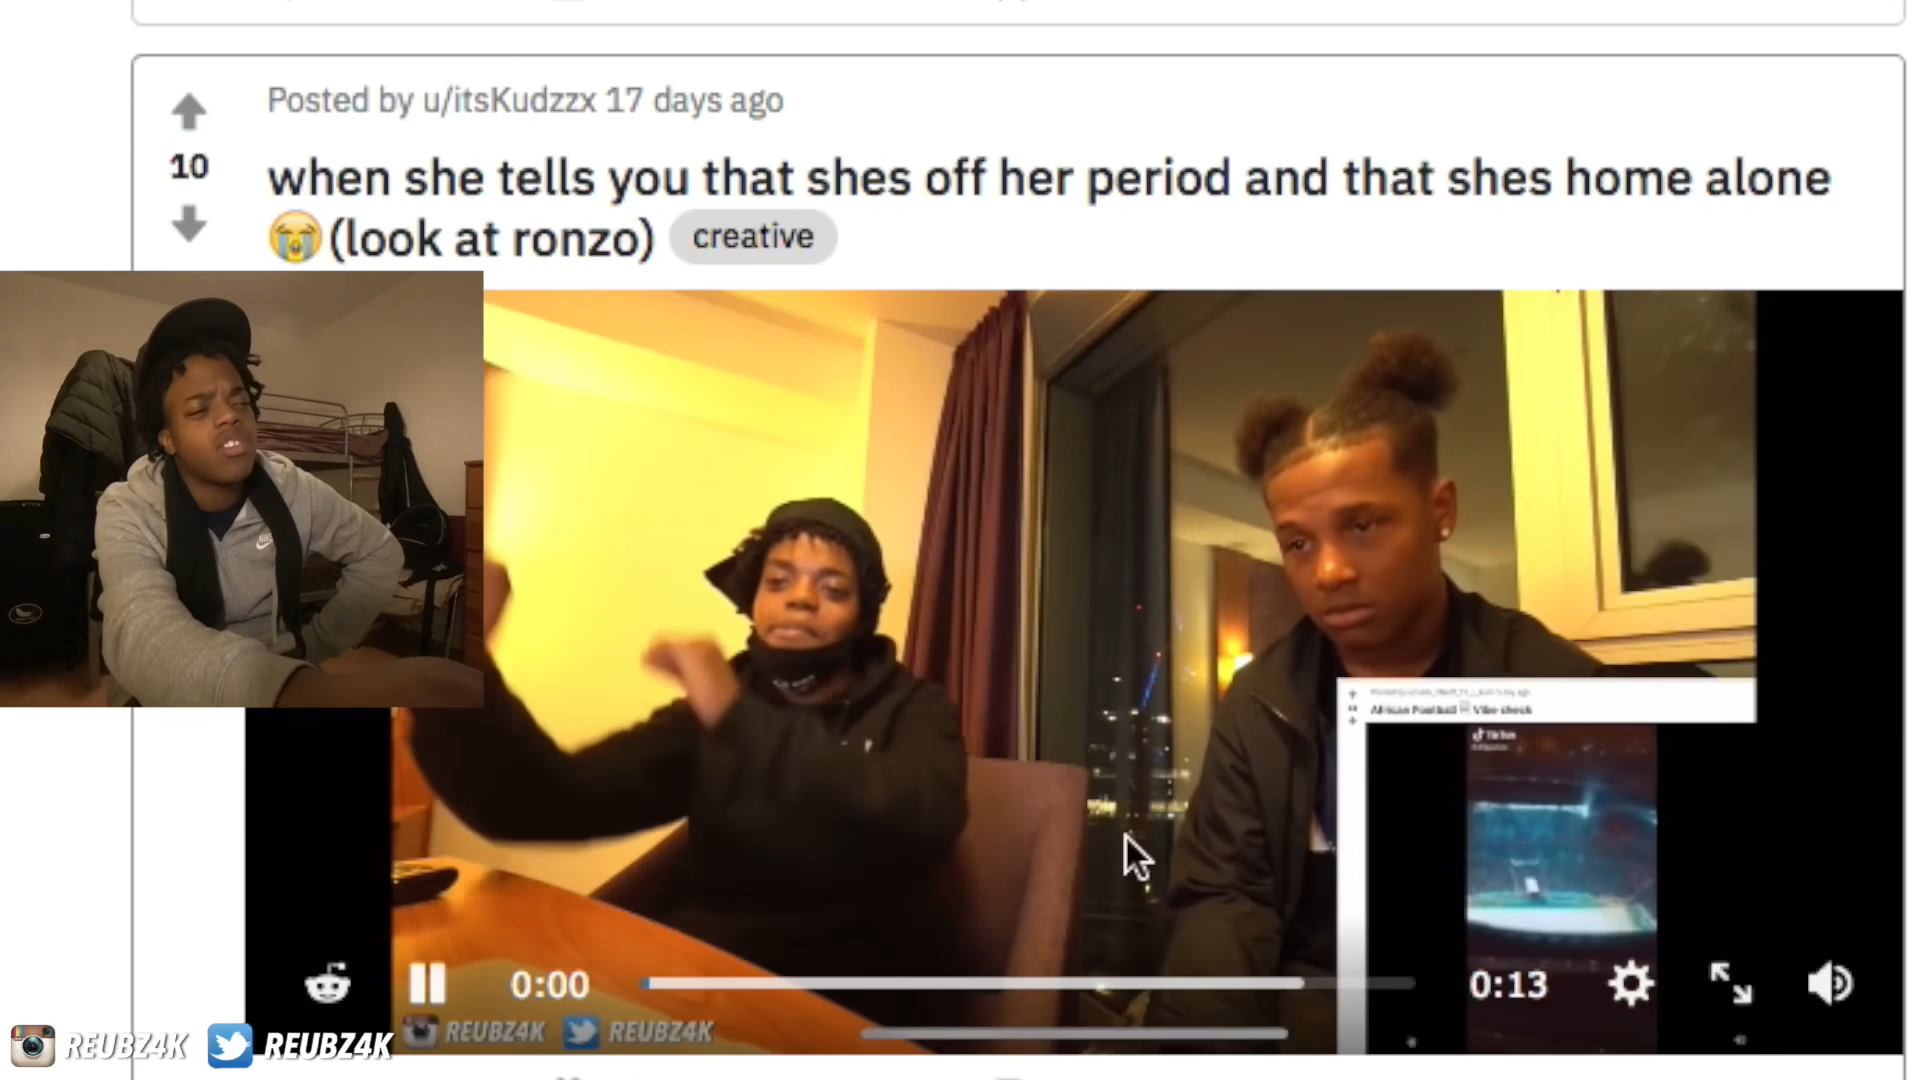 Posted by u/itsKudzzx 17 days ago
10
when she tells you that shes off her period and that shes home alone
😭(look at ronzo) creative
African Football Vibe check
TikTok
0:00
0:13
REUBZ4K REUBZ4K
REUBZ4K REUBZ4K